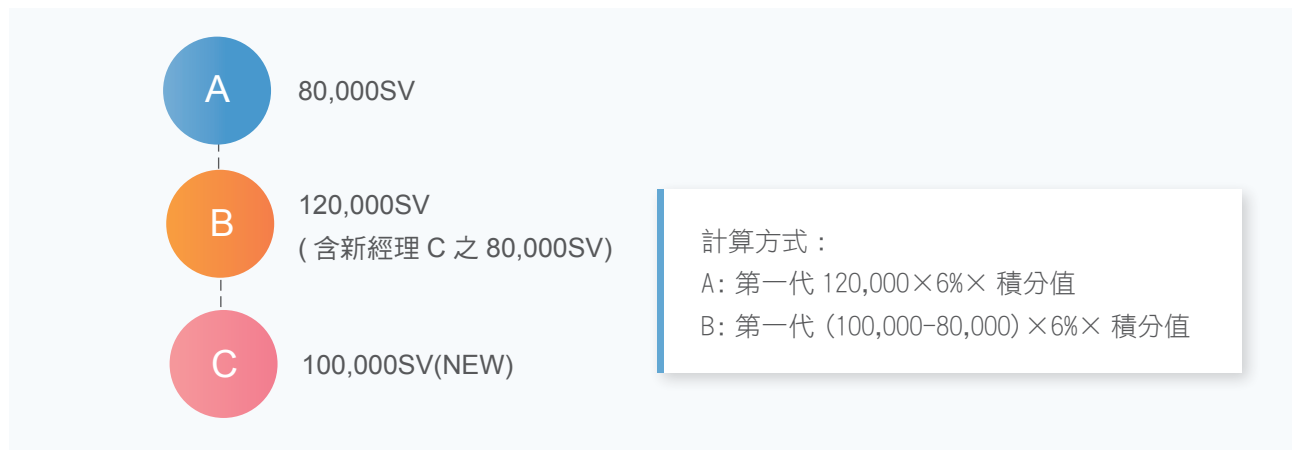 A
80,000SV
B
120,000SV
( 含新經理 C 之 80,000SV)
C
100,000SV(NEW)
計算方式：
A: 第一代 120,000×6%× 積分值
B: 第一代 (100,000-80,000)×6%× 積分值